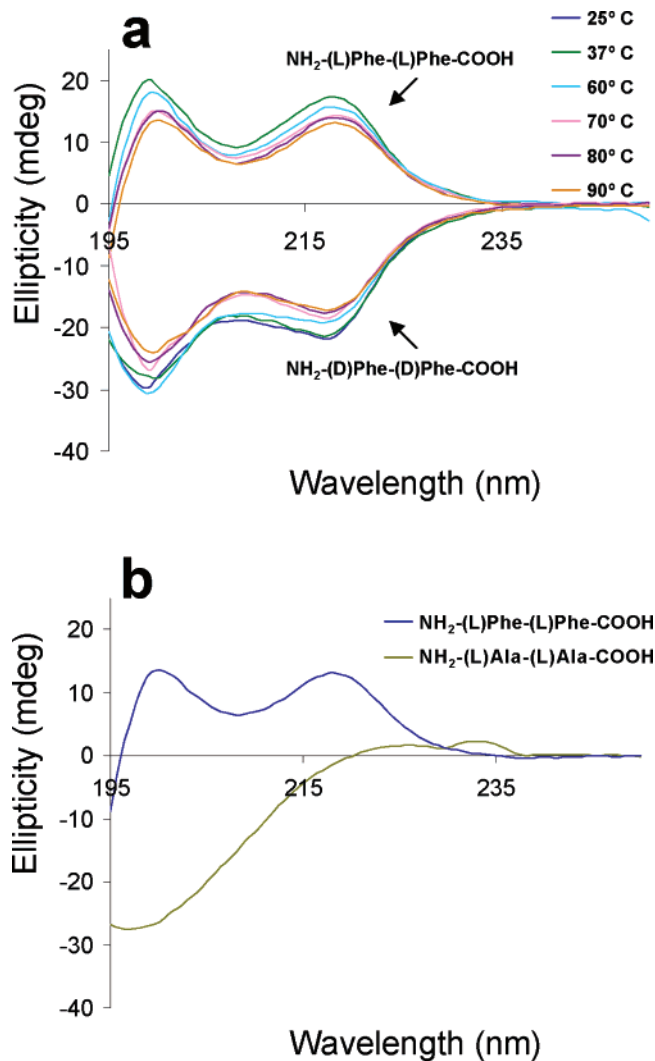 a
25° C
37° C
60° C
70° C
80° C
90° C
NH2-(L)Phe-(L)Phe-COOH
20
10
0
195
215
235
-10
-20
-30
-40
NH2-(D)Phe-(D)Phe-COOH
Ellipticity (mdeg)
Wavelength (nm)
b
NH2-(L)Phe-(L)Phe-COOH
NH2-(L)Ala-(L)Ala-COOH
20
10
0
195
215
235
-10
-20
-30
-40
Ellipticity (mdeg)
Wavelength (nm)